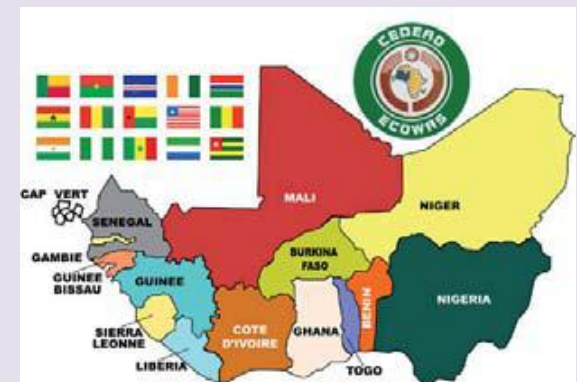 CEDEAO
ECOWAS
MALI
NIGER
CAP VERT
SENEGAL
GAMBIE
GUINEE
BISSAU
GUINEE
BURKINA
FASO
NIGERIA
BENIN
SIERRA
LEONNE
COTE
D'IVOIRE
GHANA
LIBERIA
TOGO